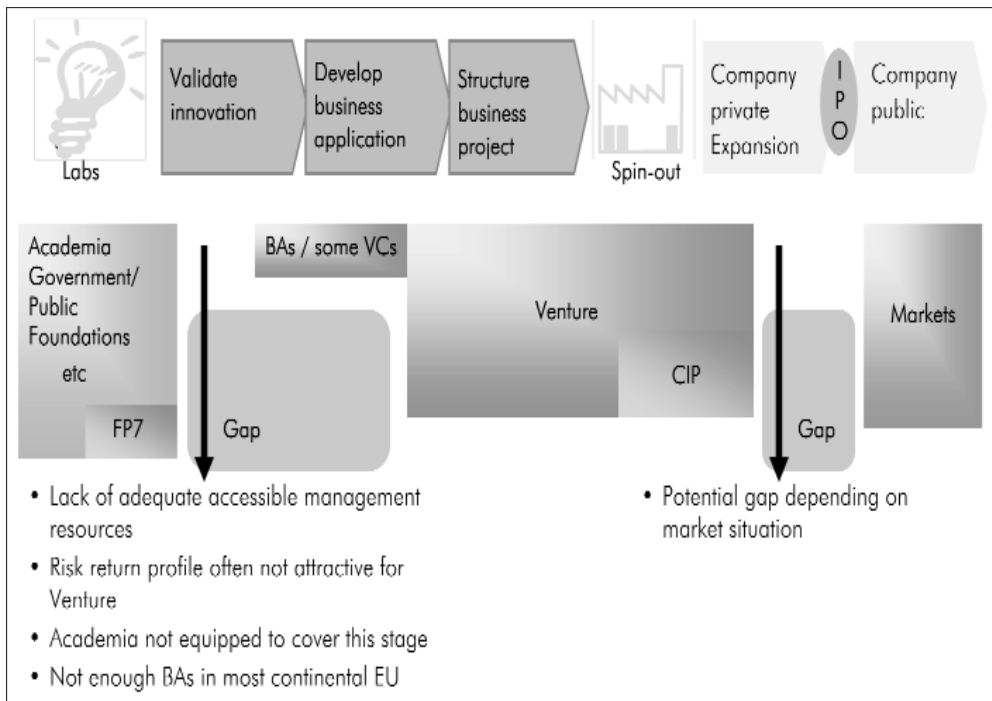 Labs
Validate
innovation
Develop
business
application
Structure
business
project
Spin-out
Company
private
Expansion
I
P
O
Company
public
Academia
Government/
Public
Foundations
etc
FP7
Gap
BAs / some VCs
Venture
CIP
Gap
Markets
• Lack of adequate accessible management
resources
• Risk return profile often not attractive for
Venture
• Academia not equipped to cover this stage
• Not enough BAs in most continental EU
• Potential gap depending on
market situation